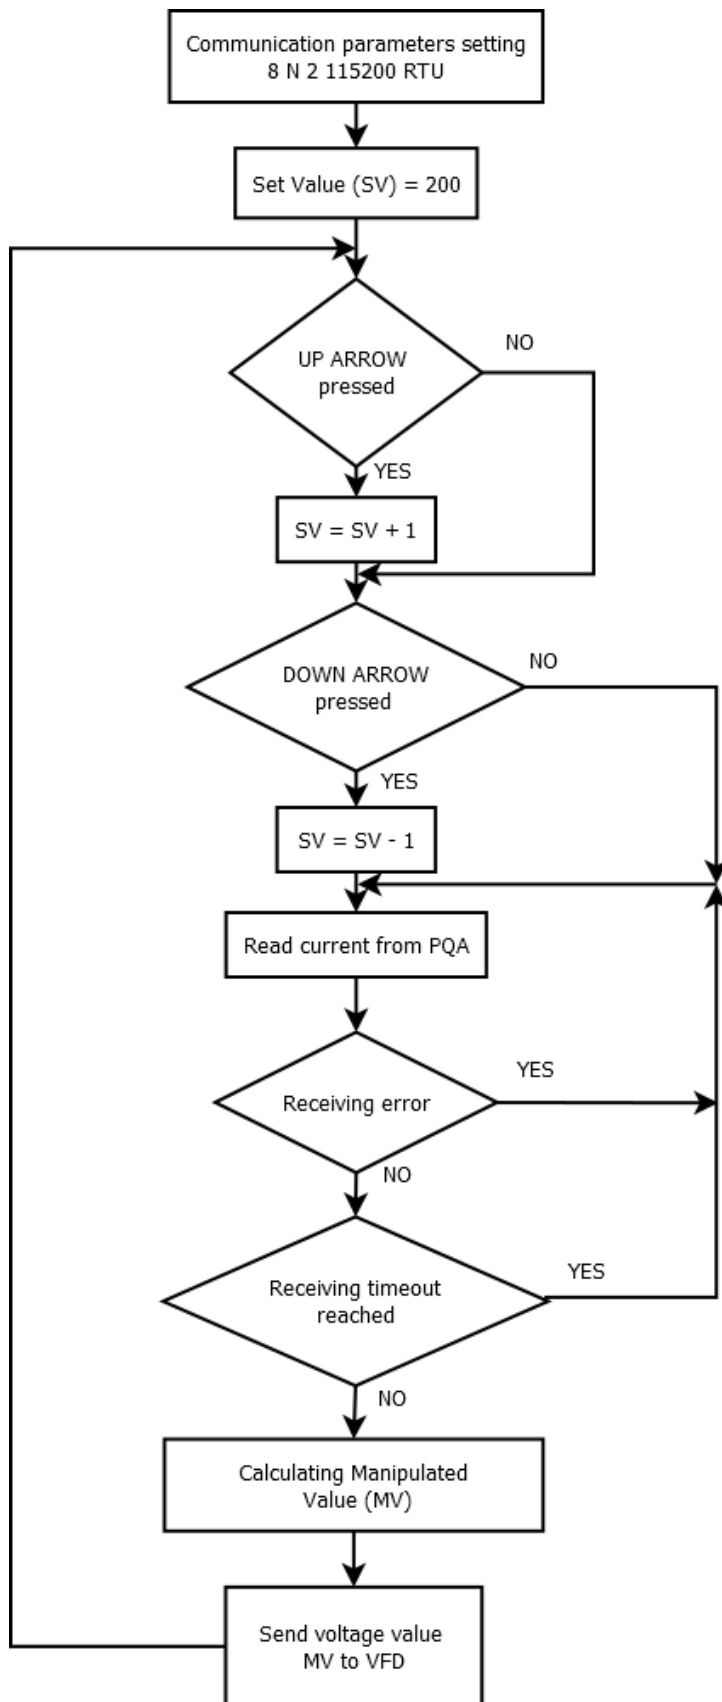 Communication parameters setting
8 N 2 115200 RTU
Set Value (SV) = 200
UP ARROW
pressed
NO
YES
SV = SV + 1
DOWN ARROW
pressed
NO
YES
SV = SV - 1
Read current from PQA
Receiving error
YES
NO
Receiving timeout
reached
YES
NO
Calculating Manipulated
Value (MV)
Send voltage value
MV to VFD